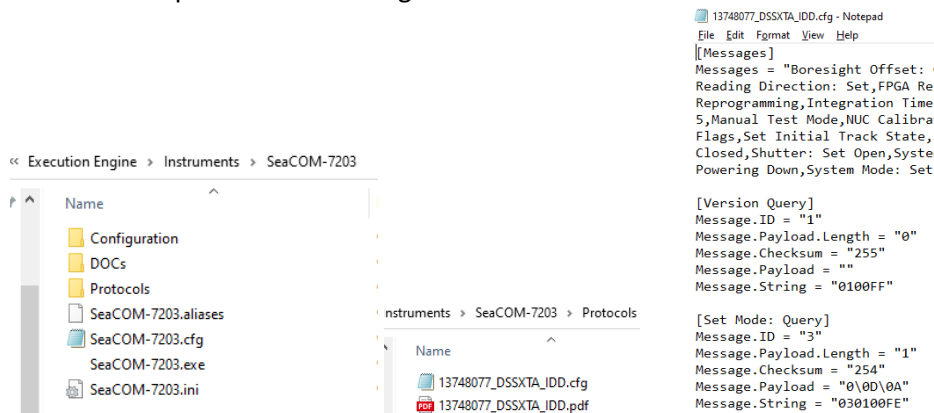 13748077_DSSXTA_IDD.cfg - Notepad
File Edit Format View Help
[Messages]
Messages = "Boresight Offset:
Reading Direction: Set,FPGA Re
Reprogramming,Integration Time
5,Manual Test Mode,NUC Calibra
Flags,Set Initial Track State,
Closed,Shutter: Set Open,Syste
Powering Down,System Mode: Set
[Version Query]
Message.ID = "1"
Message.Payload.Length = "0"
Message.Checksum = "255"
Message.Payload = ""
Message.String = "0100FF"
[Set Mode: Query]
Message.ID = "3"
Message.Payload.Length = "1"
Message.Checksum = "254"
Message.Payload = "0\0D\0A"
Message.String = "030100FE"
« Execution Engine > Instruments > SeaCOM-7203
Name
Configuration
DOCs
Protocols
SeaCOM-7203.aliases
SeaCOM-7203.cfg
SeaCOM-7203.exe
SeaCOM-7203.ini
nstruments > SeaCOM-7203 > Protocols
Name
13748077_DSSXTA_IDD.cfg
PDF 13748077_DSSXTA_IDD.pdf